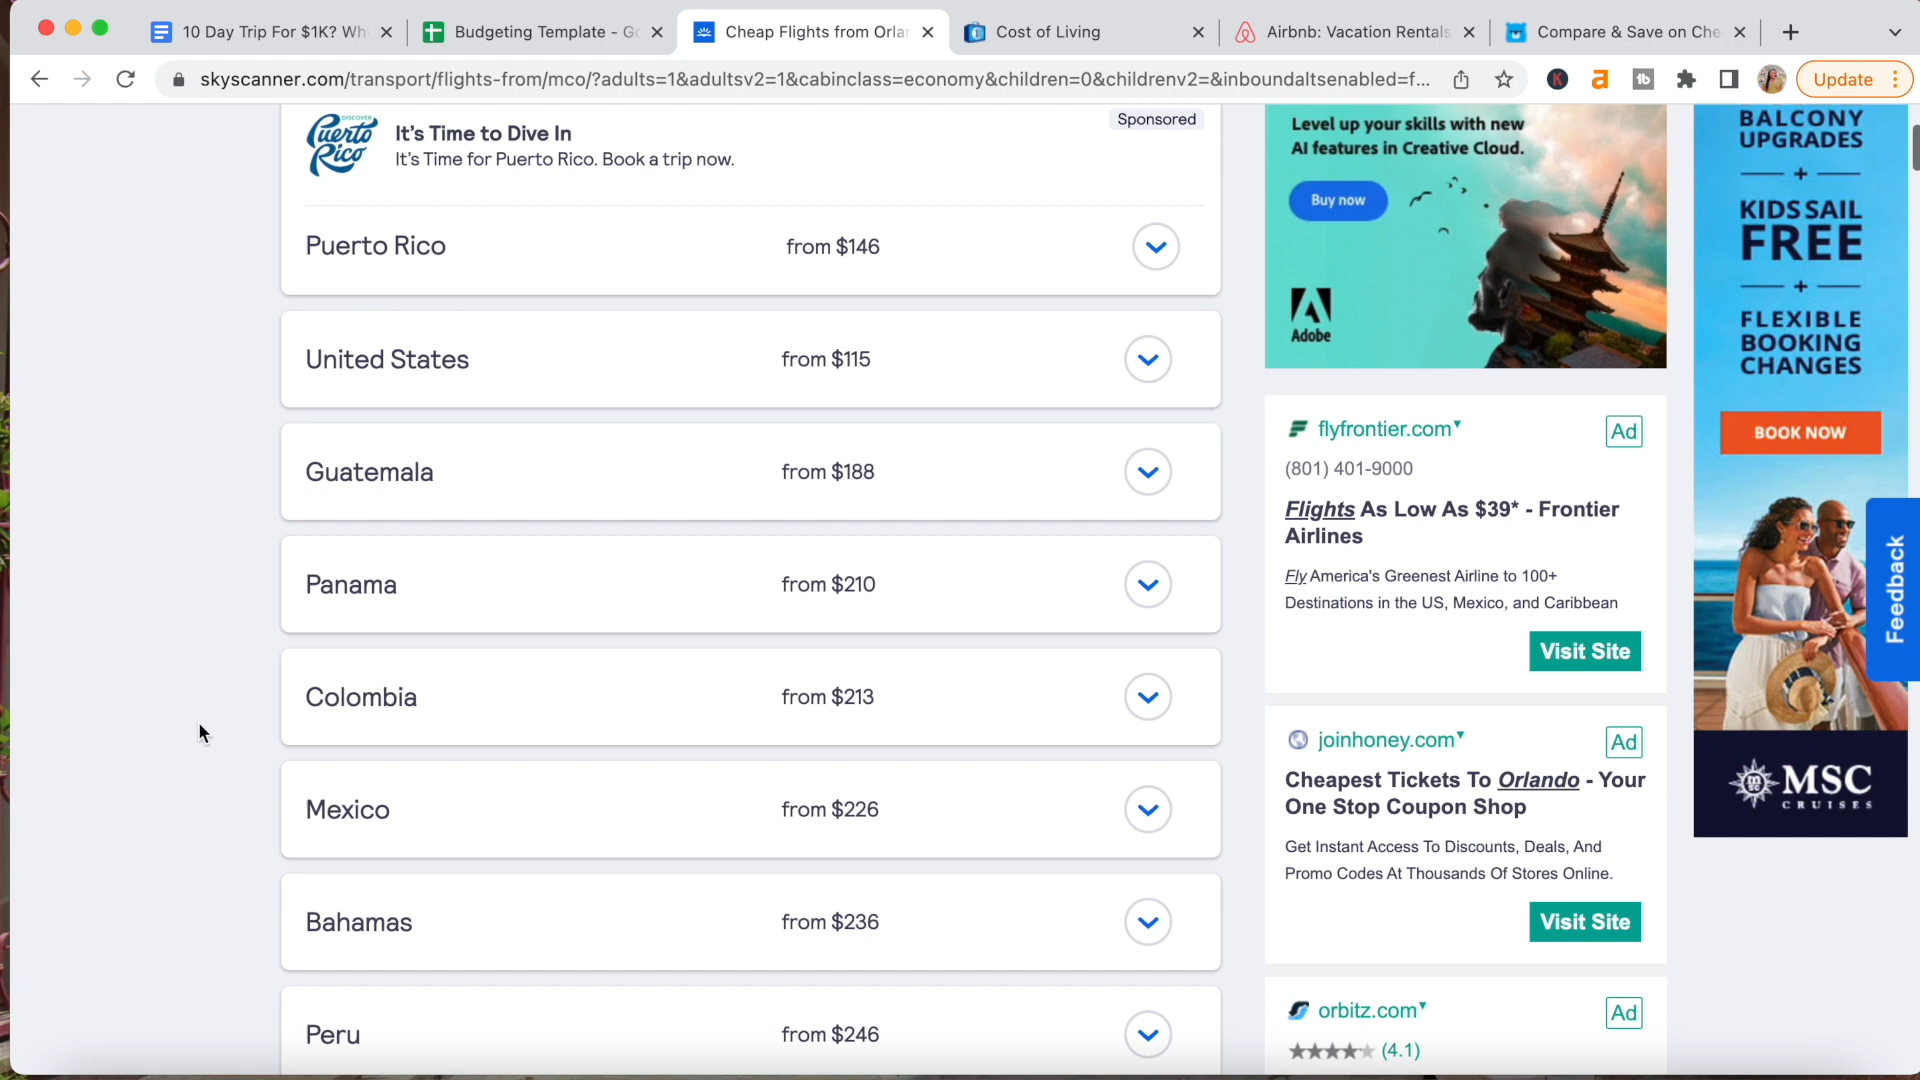 10 Day Trip For $1K? Wh
Budgeting Template - Go
Cheap Flights from Orlar
Cost of Living
Airbnb: Vacation Rentals
Compare & Save on Che
skyscanner.com/transport/flights-from/mco/?adults=1&adultsv2=1&cabinclass=economy&children=0&childrenv2=&inboundaltsenabled=f...
Update
DISCOVER
Puerto
Rico
It's Time to Dive In
It's Time for Puerto Rico. Book a trip now.
Sponsored
Puerto Rico
from $146
United States
from $115
Guatemala
from $188
Panama
from $210
Colombia
from $213
Mexico
from $226
Bahamas
from $236
Peru
from $246
Level up your skills with new
AI features in Creative Cloud.
Buy now
Adobe
flyfrontier.com
Ad
(801) 401-9000
Flights As Low As $39* - Frontier
Airlines
Fly America's Greenest Airline to 100+
Destinations in the US, Mexico, and Caribbean
Visit Site
joinhoney.com
Ad
Cheapest Tickets To Orlando - Your
One Stop Coupon Shop
Get Instant Access To Discounts, Deals, And
Promo Codes At Thousands Of Stores Online.
Visit Site
orbitz.com
Ad
(4.1)
BALCONY
UPGRADES
+
KIDS SAIL
FREE
+
FLEXIBLE
BOOKING
CHANGES
BOOK NOW
MSC
CRUISES
Feedback